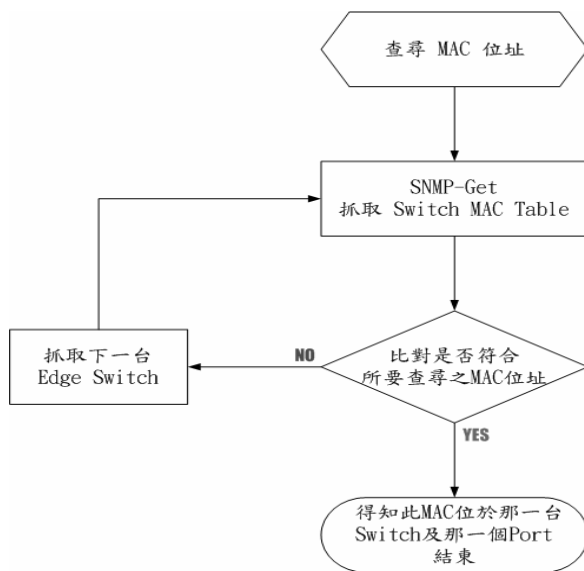 查尋 MAC 位址
SNMP-Get
抓取 Switch MAC Table
比對是否符合
所要查尋之MAC位址
NO
抓取下一台
Edge Switch
YES
得知此MAC位於那一台
Switch及那一個Port
結束